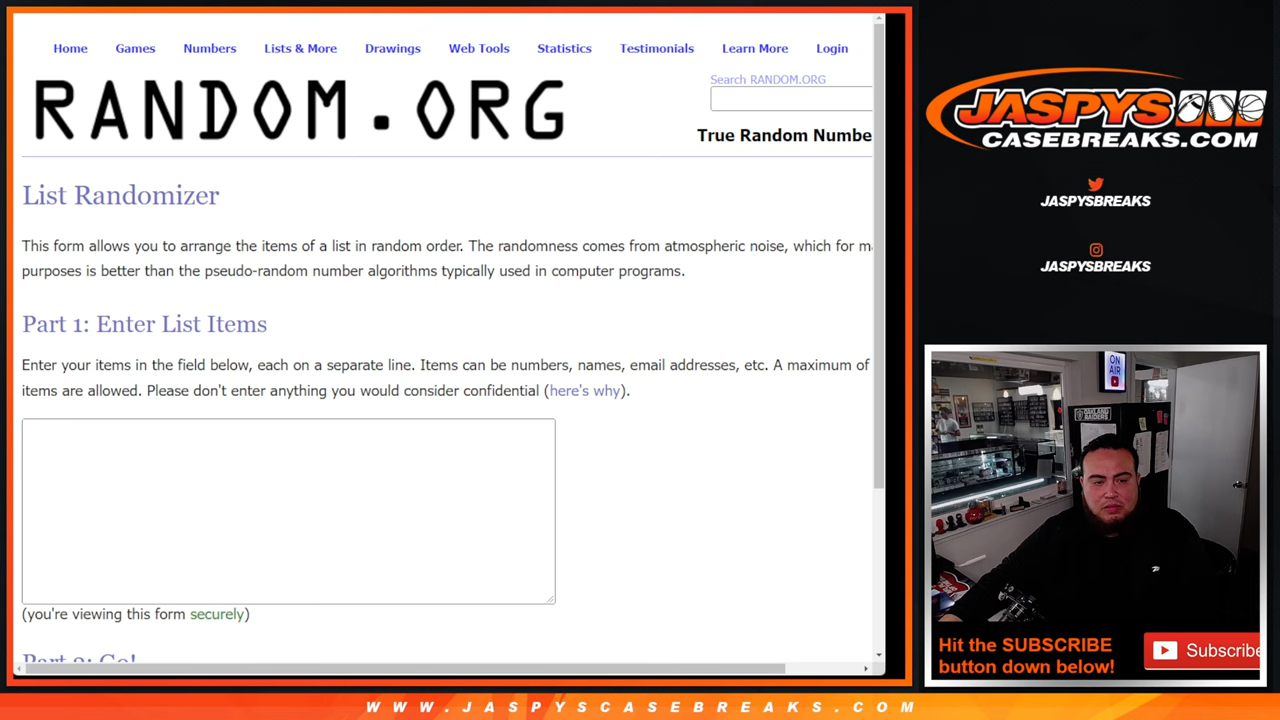 Home Games Numbers Lists & More Drawings Web Tools Statistics Testimonials Learn More Login
RANDOM.ORG
Search RANDOM.ORG
True Random Numbe
List Randomizer
This form allows you to arrange the items of a list in random order. The randomness comes from atmospheric noise, which for m
purposes is better than the pseudo-random number algorithms typically used in computer programs.
Part 1: Enter List Items
Enter your items in the field below, each on a separate line. Items can be numbers, names, email addresses, etc. A maximum of
items are allowed. Please don't enter anything you would consider confidential (here's why).
(you're viewing this form securely)
Part 2: Go!
JASPYS
CASEBREAKS.COM
JASPYSBREAKS
JASPYSBREAKS
ON
AIR
OAKLAND
RAIDERS
Hit the SUBSCRIBE
button down below!
Subscribe
WWW.JASPYSCASEBREAKS.COM